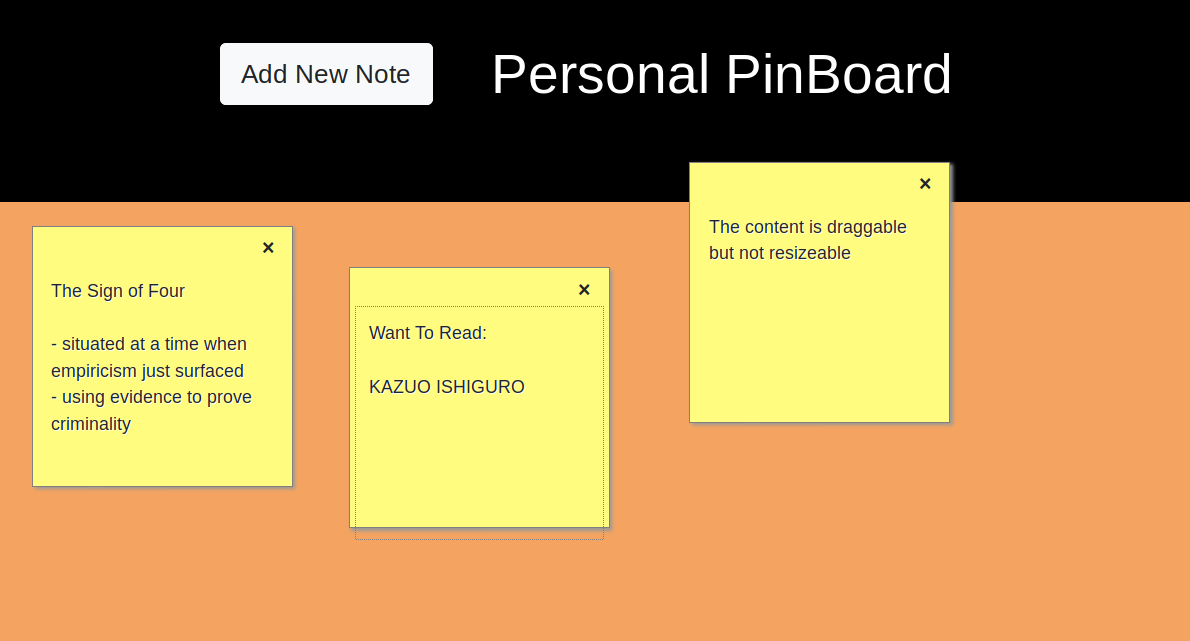 Add New Note
Personal PinBoard
×
The Sign of Four
- situated at a time when
empiricism just surfaced
- using evidence to prove
criminality
×
Want To Read:
KAZUO ISHIGURO
×
The content is draggable
but not resizeable